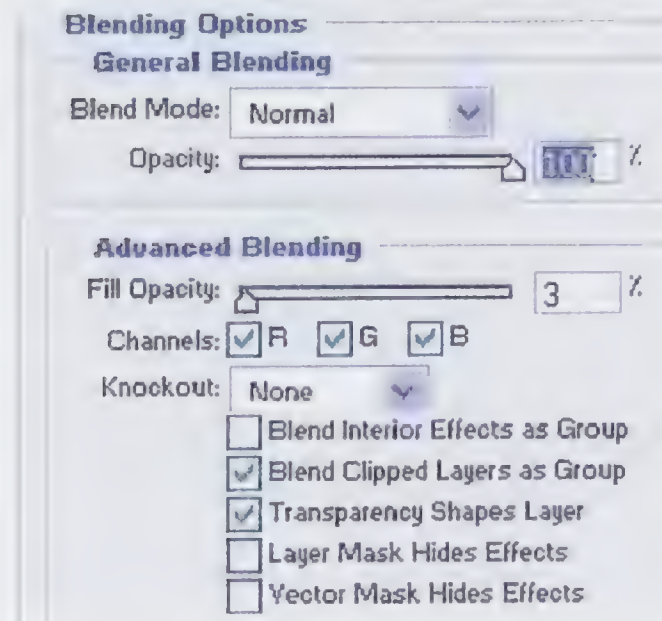 Blending Options
General Blending
Blend Mode: Normal
Opacity: 100 %
Advanced Blending
Fill Opacity: 3 %
Channels: R G B
Knockout: None
Blend Interior Effects as Group
Blend Clipped Layers as Group
Transparency Shapes Layer
Layer Mask Hides Effects
Vector Mask Hides Effects